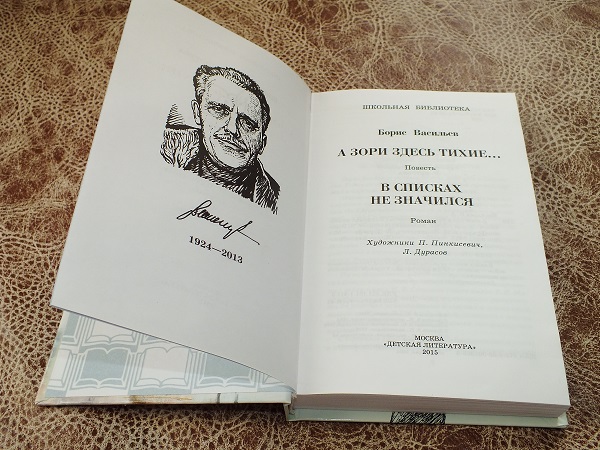 1924—2013
ШКОЛЬНАЯ БИБЛИОТЕКА
Борис Васильев
А ЗОРИ ЗДЕСЬ ТИХИЕ...
Повесть
В СПИСКАХ
НЕ ЗНАЧИЛСЯ
Роман
Художники П. Пинкисевич,
Л. Дурасов
МОСКВА
«ДЕТСКАЯ ЛИТЕРАТУРА»
2015